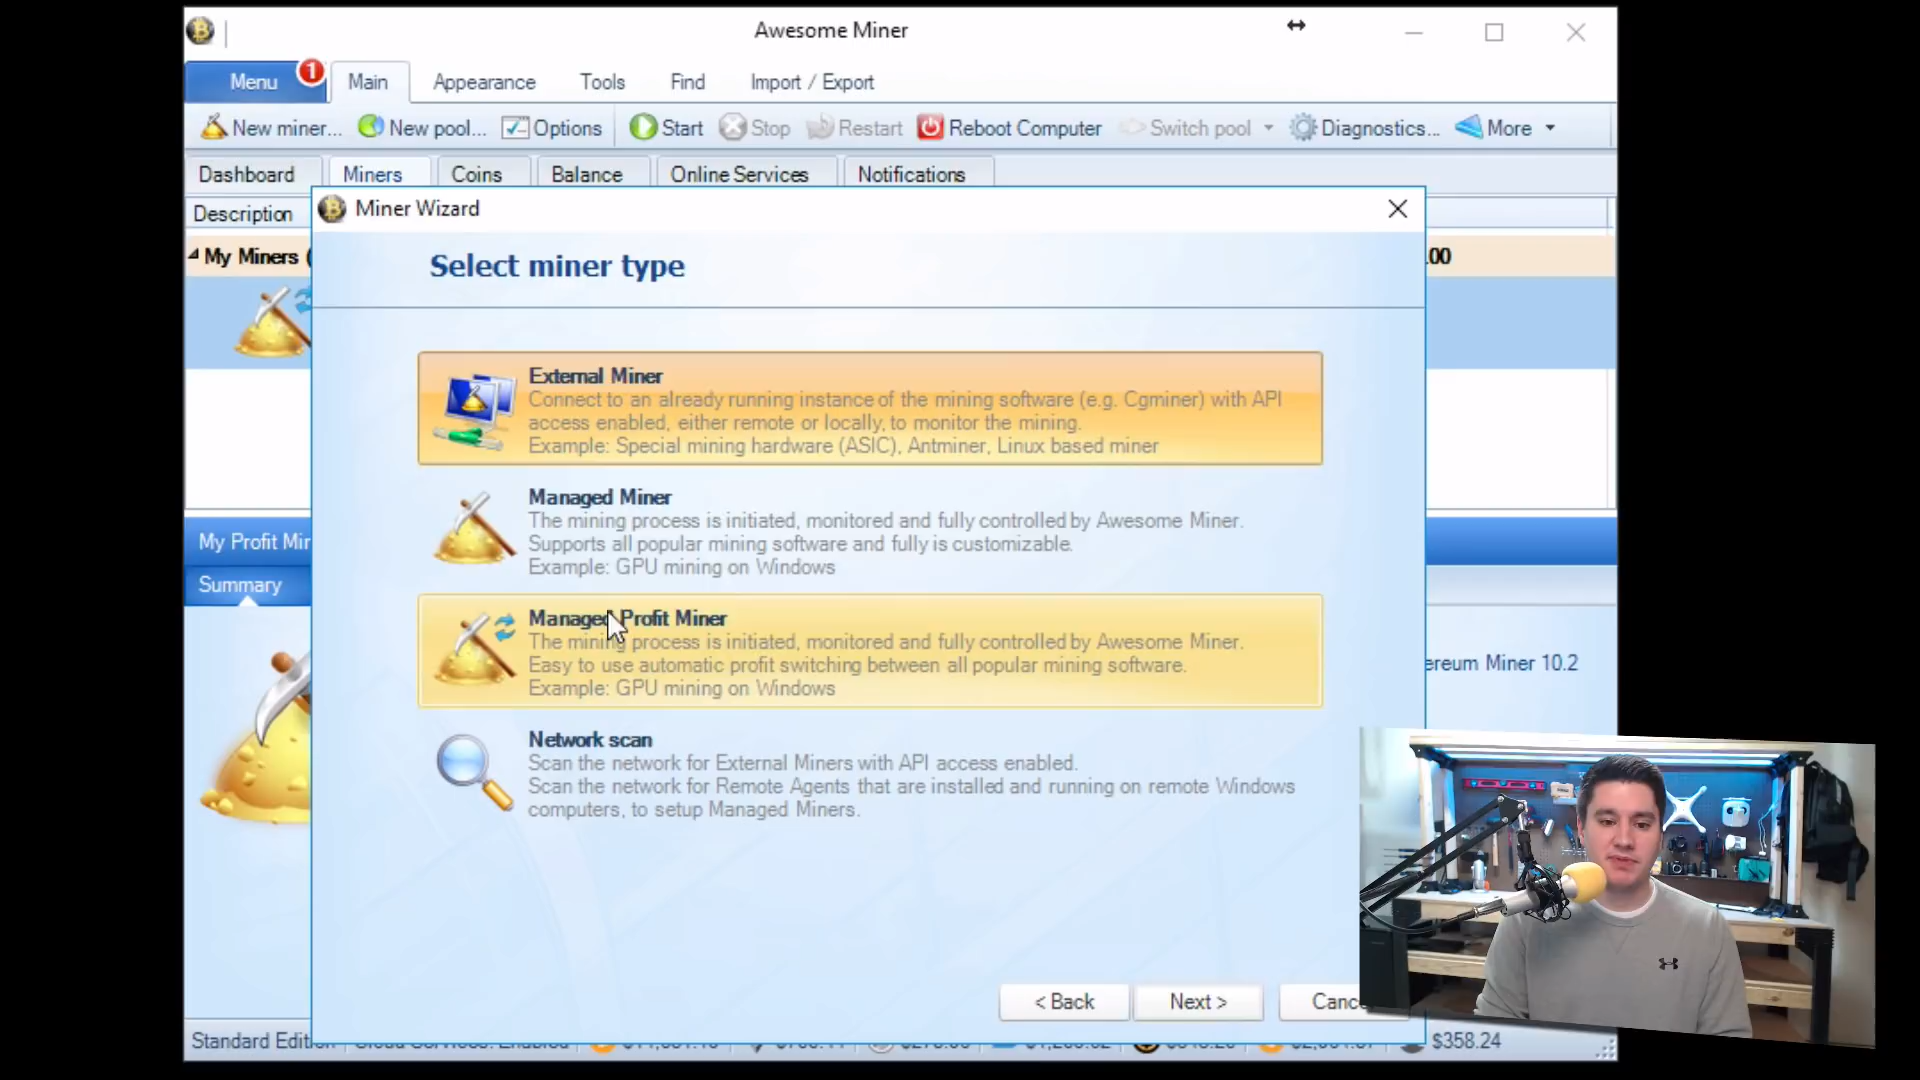 Awesome Miner
Menu 1 Main Appearance Tools Find Import / Export
New miner... New pool... Options Start Stop Restart Reboot Computer Switch pool Diagnostics... More
Dashboard Miners Coins Balance Online Services Notifications
Description
Miner Wizard
My Miners ( .00
Select miner type
External Miner
Connect to an already running instance of the mining software (e.g. Cgminer) with API
access enabled, either remote or locally, to monitor the mining.
Example: Special mining hardware (ASIC), Antminer, Linux based miner
Managed Miner
The mining process is initiated, monitored and fully controlled by Awesome Miner.
Supports all popular mining software and fully is customizable.
Example: GPU mining on Windows
My Profit Mir
Summary
Managed Profit Miner
The mining process is initiated, monitored and fully controlled by Awesome Miner.
Easy to use automatic profit switching between all popular mining software.
Example: GPU mining on Windows
ereum Miner 10.2
Network scan
Scan the network for External Miners with API access enabled.
Scan the network for Remote Agents that are installed and running on remote Windows
computers, to setup Managed Miners.
< Back Next > Cance
Standard Editi $358.24